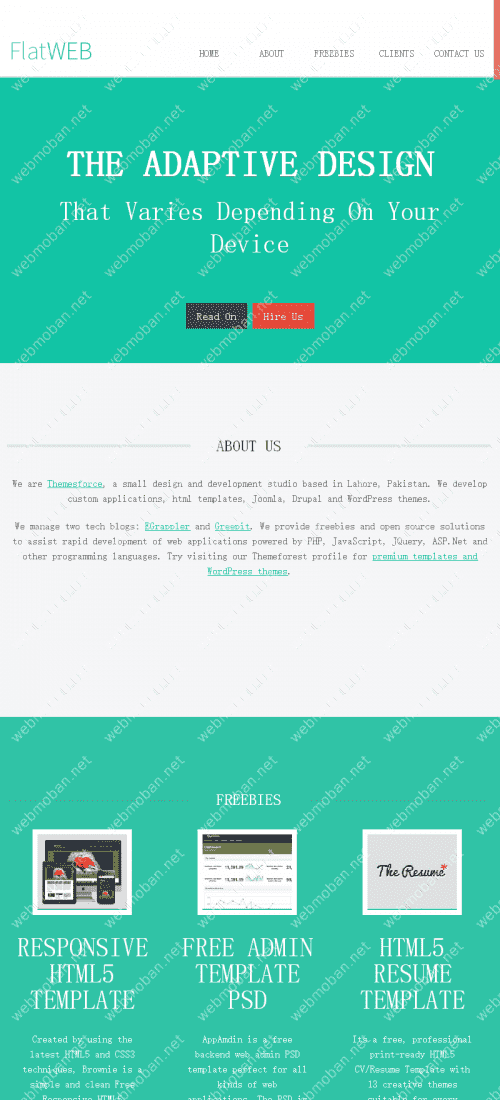 FlatWEB
HOME ABOUT FREEBIES CLIENTS CONTACT US
THE ADAPTIVE DESIGN
That Varies Depending On Your
Device
Read On Hire Us
ABOUT US
We are Themesforce, a small design and development studio based in Lahore, Pakistan. We develop
custom applications, html templates, Joomla, Drupal and WordPress themes.
We manage two tech blogs: EGrappler and Greepit. We provide freebies and open source solutions
to assist rapid development of web applications powered by PHP, JavaScript, JQuery, ASP.Net and
other programming languages. Try visiting our Themeforest profile for premium templates and
WordPress themes.
FREEBIES
The Resume
RESPONSIVE
HTML5
TEMPLATE
Created by using the
latest HTML5 and CSS3
techniques, Brownie is a
simple and clean Free
Responsive HTML5
FREE ADMIN
TEMPLATE
PSD
AppAmdin is a free
backend web admin PSD
template perfect for all
kinds of web
applications. The PSD is
HTML5
RESUME
TEMPLATE
Its a free, professional
print-ready HTML5
CV/Resume Template with
13 creative themes
suitable for every
webmoban.net